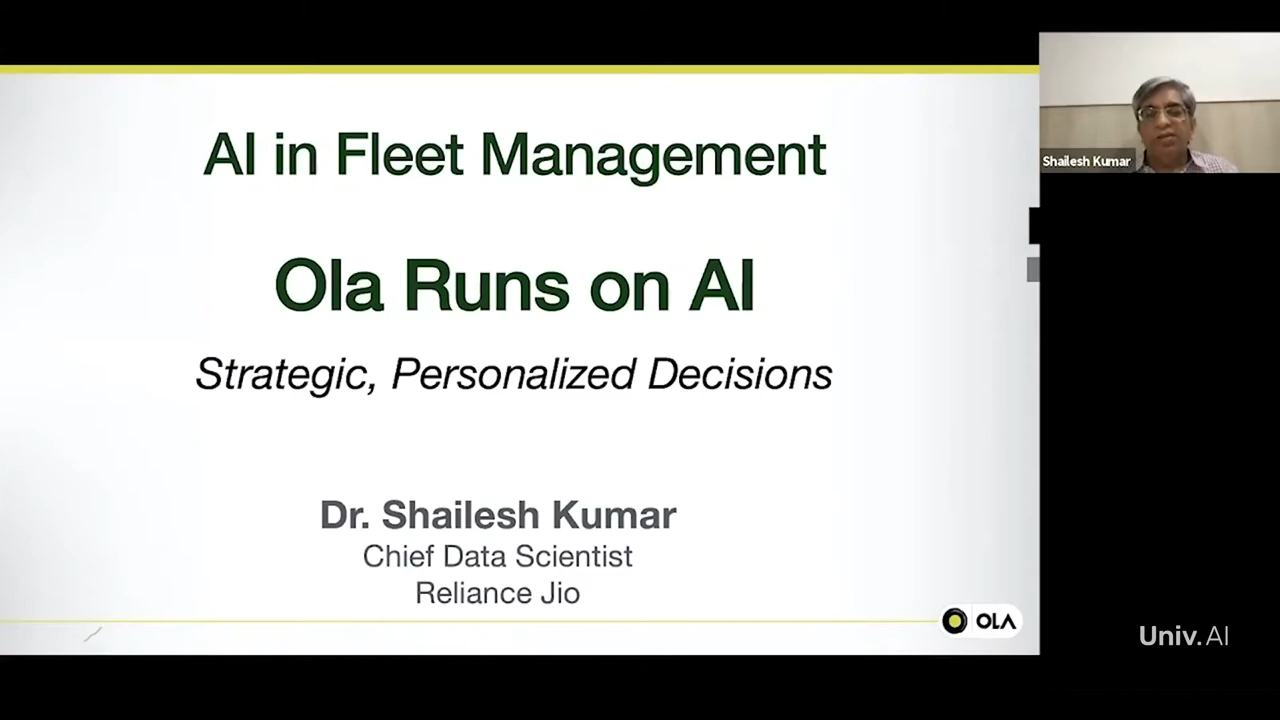 AI in Fleet Management
Ola Runs on AI
Strategic, Personalized Decisions
Dr. Shailesh Kumar
Chief Data Scientist
Reliance Jio
OLA
Shailesh Kumar
Univ.AI